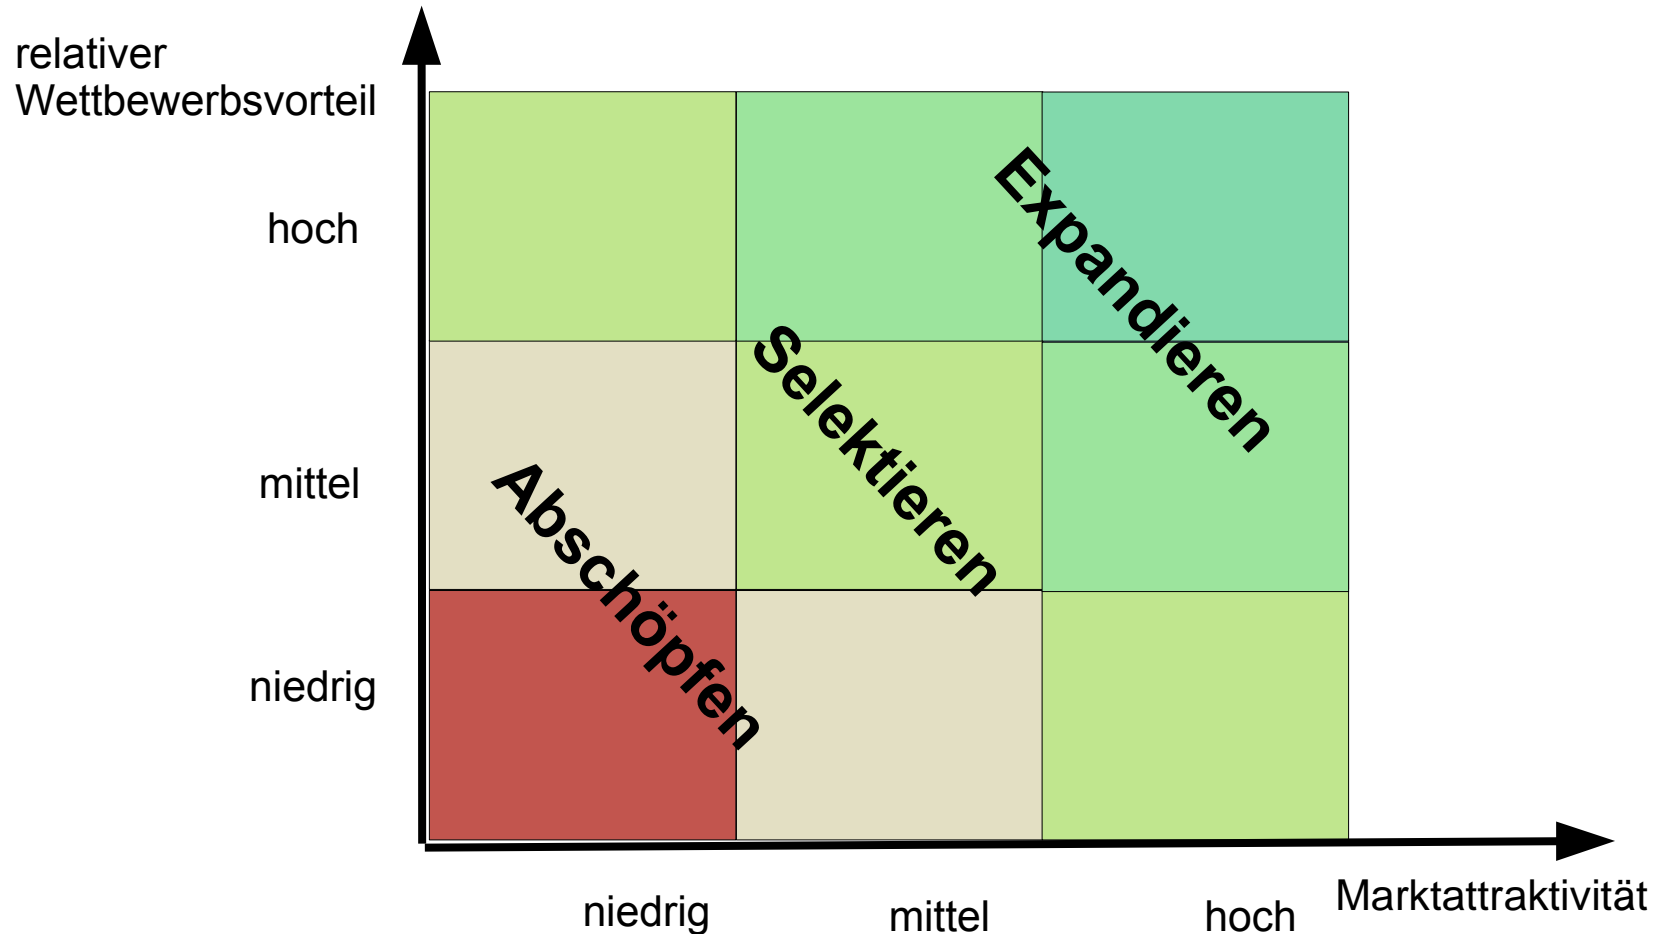 relativer
Wettbewerbsvorteil
hoch
mittel
niedrig
Expandieren
Selektieren
Abschöpfen
niedrig
mittel
hoch
Marktattraktivität